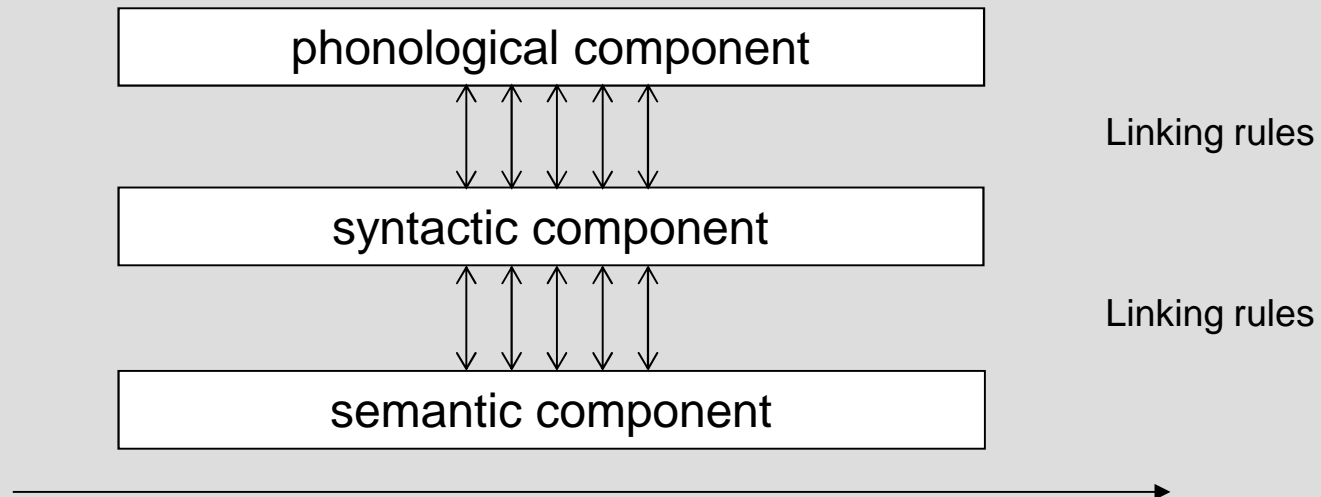 phonological component
Linking rules
syntactic component
Linking rules
semantic component